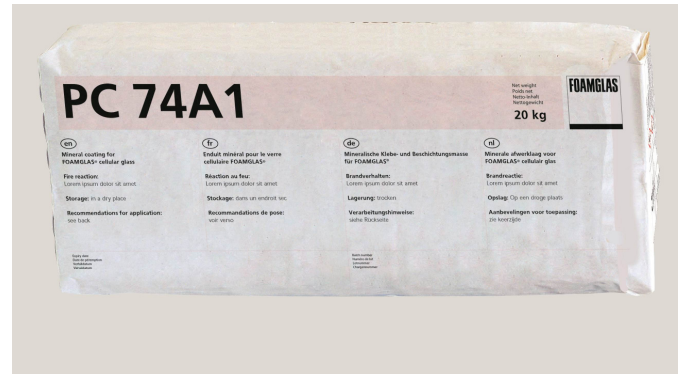 PC 74A1
Net weight
Poids net
Netto-Inhalt
Nettogewicht
20 kg
FOAMGLAS
en
Mineral coating for
FOAMGLAS® cellular glass
Fire reaction:
Lorem ipsum dolor sit amet
Storage: in a dry place
Recommendations for application:
see back
fr
Enduit minéral pour le verre
cellulaire FOAMGLAS®
Réaction au feu:
Lorem ipsum dolor sit amet
Stockage: dans un endroit sec
Recommandations de pose:
voir verso
de
Mineralische Klebe- und Beschichtungsmasse
für FOAMGLAS®
Brandverhalten:
Lorem ipsum dolor sit amet
Lagerung: trocken
Verarbeitungshinweise:
siehe Rückseite
nl
Minerale afwerklaag voor
FOAMGLAS® cellulair glas
Brandreactie:
Lorem ipsum dolor sit amet
Opslag: Op een droge plaats
Aanbevelingen voor toepassing:
zie keerzijde
Expiry date